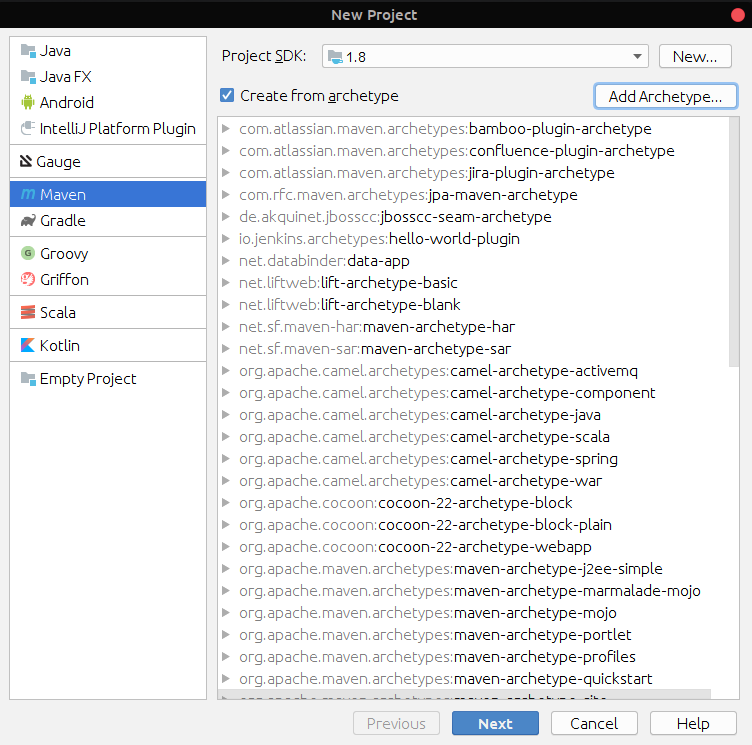 New Project
Java
Java FX
Android
IntelliJ Platform Plugin
Gauge
Maven
Gradle
Groovy
Griffon
Scala
Kotlin
Empty Project
Project SDK: 1.8 New...
Create from archetype Add Archetype...
com.atlassian.maven.archetypes:bamboo-plugin-archetype
com.atlassian.maven.archetypes:confluence-plugin-archetype
com.atlassian.maven.archetypes:jira-plugin-archetype
com.rfc.maven.archetypes:jpa-maven-archetype
de.akquinet.jbosscc:jbosscc-seam-archetype
io.jenkins.archetypes:hello-world-plugin
net.databinder:data-app
net.liftweb:lift-archetype-basic
net.liftweb:lift-archetype-blank
net.sf.maven-har:maven-archetype-har
net.sf.maven-sar:maven-archetype-sar
org.apache.camel.archetypes:camel-archetype-activemq
org.apache.camel.archetypes:camel-archetype-component
org.apache.camel.archetypes:camel-archetype-java
org.apache.camel.archetypes:camel-archetype-scala
org.apache.camel.archetypes:camel-archetype-spring
org.apache.camel.archetypes:camel-archetype-war
org.apache.cocoon:cocoon-22-archetype-block
org.apache.cocoon:cocoon-22-archetype-block-plain
org.apache.cocoon:cocoon-22-archetype-webapp
org.apache.maven.archetypes:maven-archetype-j2ee-simple
org.apache.maven.archetypes:maven-archetype-marmalade-mojo
org.apache.maven.archetypes:maven-archetype-mojo
org.apache.maven.archetypes:maven-archetype-portlet
org.apache.maven.archetypes:maven-archetype-profiles
org.apache.maven.archetypes:maven-archetype-quickstart
org.apache.maven.archetypes:maven-archetype-site
Previous Next Cancel Help